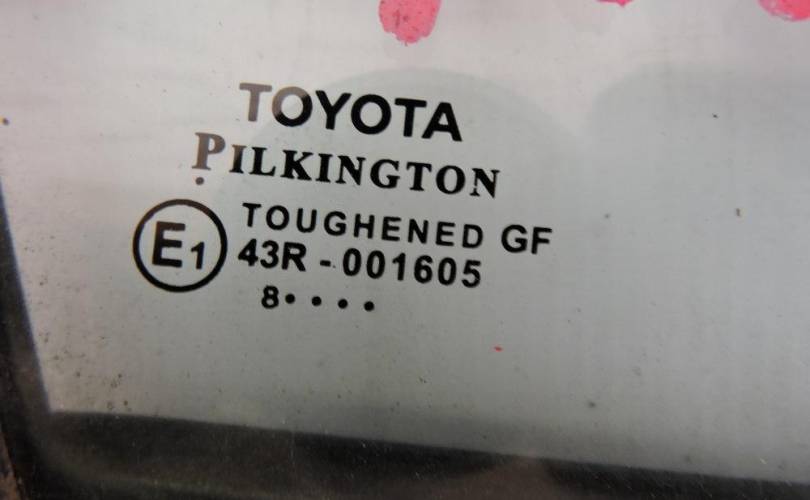 TOYOTA
PILKINGTON
E1
TOUGHENED GF
43R - 001605
8••••